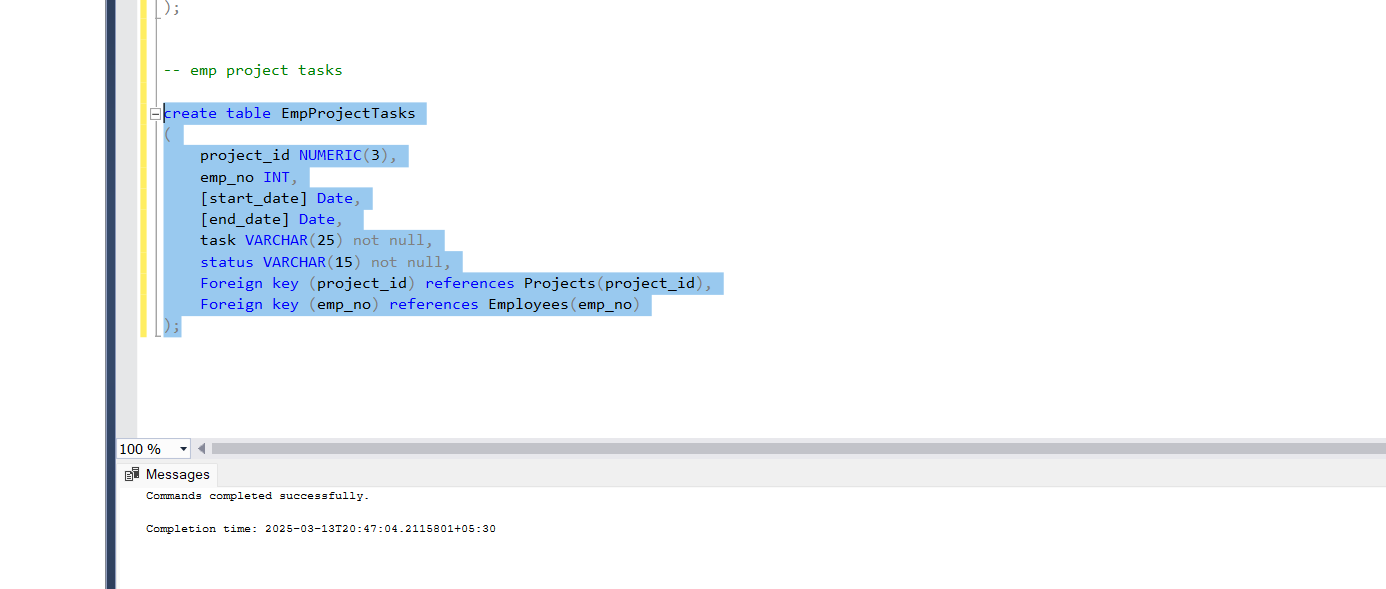 );
-- emp project tasks
create table EmpProjectTasks
(
project_id NUMERIC(3),
emp_no INT,
[start_date] Date,
[end_date] Date,
task VARCHAR(25) not null,
status VARCHAR(15) not null,
Foreign key (project_id) references Projects(project_id),
Foreign key (emp_no) references Employees(emp_no)
);
100 %
Messages
Commands completed successfully.
Completion time: 2025-03-13T20:47:04.2115801+05:30